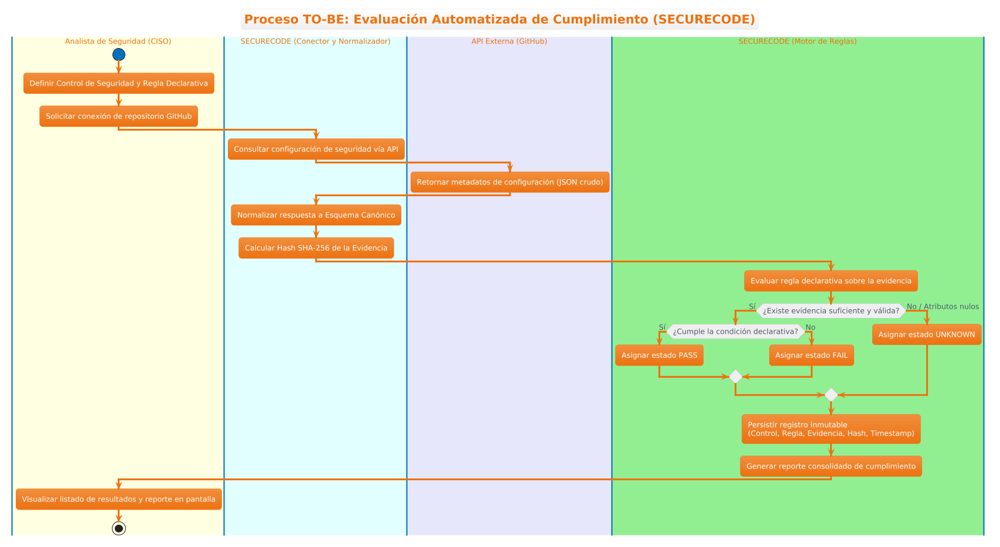 Proceso TO-BE: Evaluación Automatizada de Cumplimiento (SECURECODE)
Analista de Seguridad (CISO)
SECURECODE (Conector y Normalizador)
API Externa (GitHub)
SECURECODE (Motor de Reglas)
Definir Control de Seguridad y Regla Declarativa
Solicitar conexión de repositorio GitHub
Consultar configuración de seguridad vía API
Retornar metadatos de configuración (JSON crudo)
Normalizar respuesta a Esquema Canónico
Calcular Hash SHA-256 de la Evidencia
Evaluar regla declarativa sobre la evidencia
Sí
¿Existe evidencia suficiente y válida?
No / Atributos nulos
Sí
¿Cumple la condición declarativa?
No
Asignar estado UNKNOWN
Asignar estado PASS
Asignar estado FAIL
Persistir registro inmutable
(Control, Regla, Evidencia, Hash, Timestamp)
Generar reporte consolidado de cumplimiento
Visualizar listado de resultados y reporte en pantalla